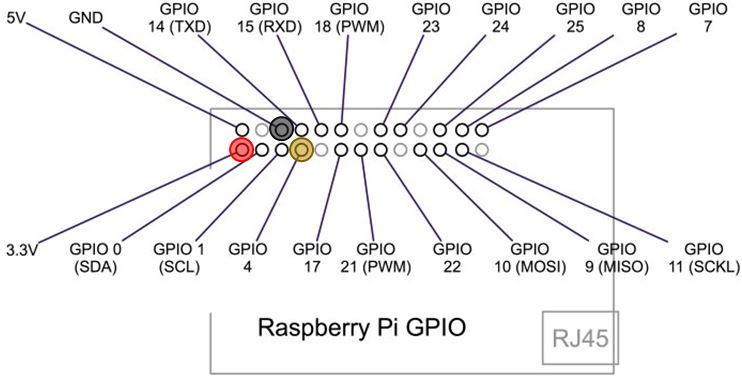 5V
GND
GPIO
14 (TXD)
GPIO
15 (RXD)
GPIO
18 (PWM)
GPIO
23
GPIO
24
GPIO
25
GPIO
8
GPIO
7
3.3V
GPIO 0
(SDA)
GPIO 1
(SCL)
GPIO
4
GPIO
17
GPIO
21 (PWM)
GPIO
22
GPIO
10 (MOSI)
GPIO
9 (MISO)
GPIO
11 (SCKL)
Raspberry Pi GPIO
RJ45